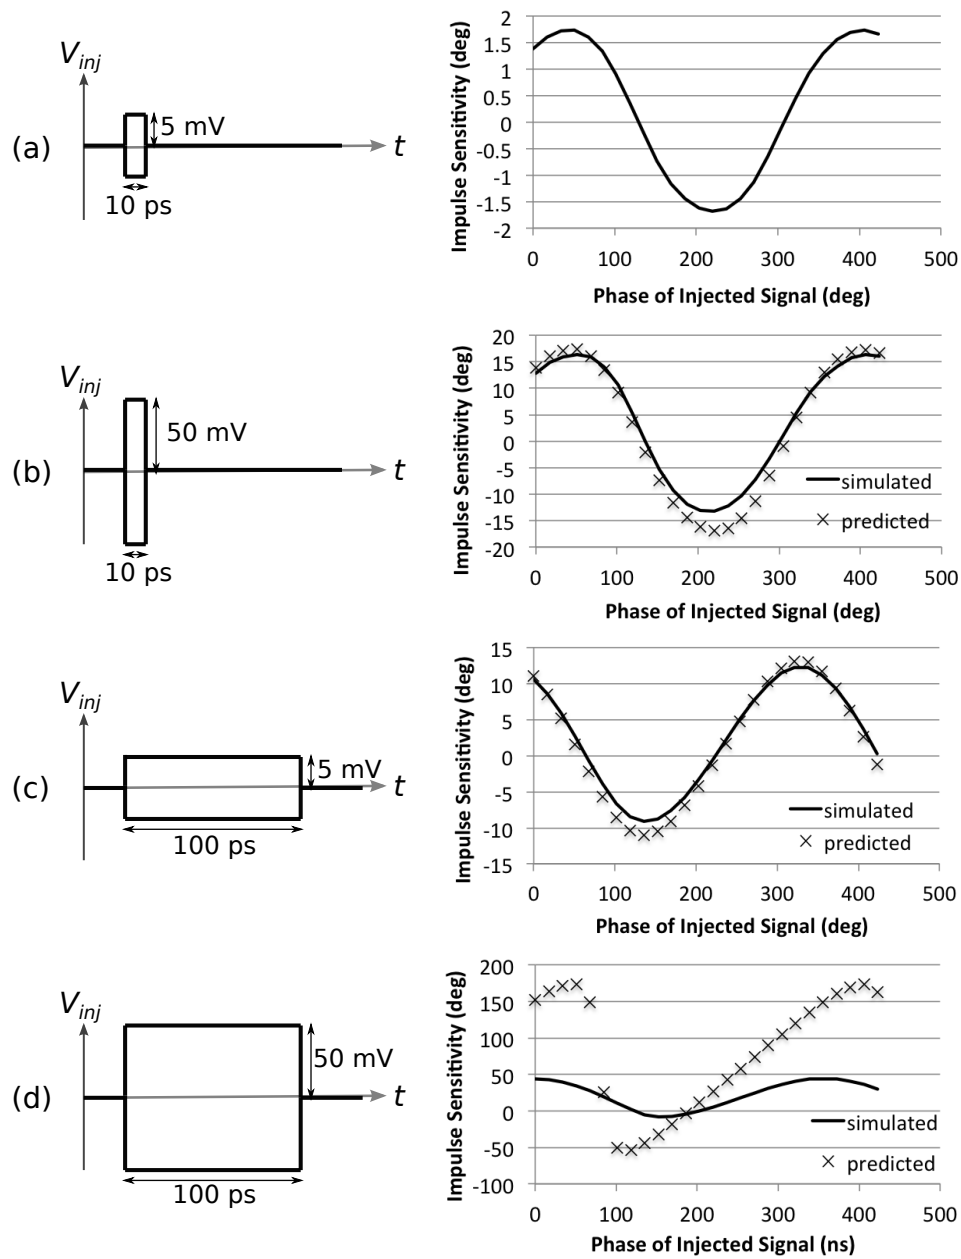 V_inj
(a)
5 mV
t
10 ps
Impulse Sensitivity (deg)
2
1.5
1
0.5
0
-0.5
-1
-1.5
-2
0 100 200 300 400 500
Phase of Injected Signal (deg)
V_inj
(b)
50 mV
t
10 ps
Impulse Sensitivity (deg)
20
15
10
5
0
-5
-10
-15
-20
simulated
predicted
0 100 200 300 400 500
Phase of Injected Signal (deg)
V_inj
(c)
5 mV
t
100 ps
Impulse Sensitivity (deg)
15
10
5
0
-5
-10
-15
simulated
predicted
0 100 200 300 400 500
Phase of Injected Signal (deg)
V_inj
(d)
50 mV
t
100 ps
Impulse Sensitivity (deg)
200
150
100
50
0
-50
-100
simulated
predicted
0 100 200 300 400 500
Phase of Injected Signal (ns)